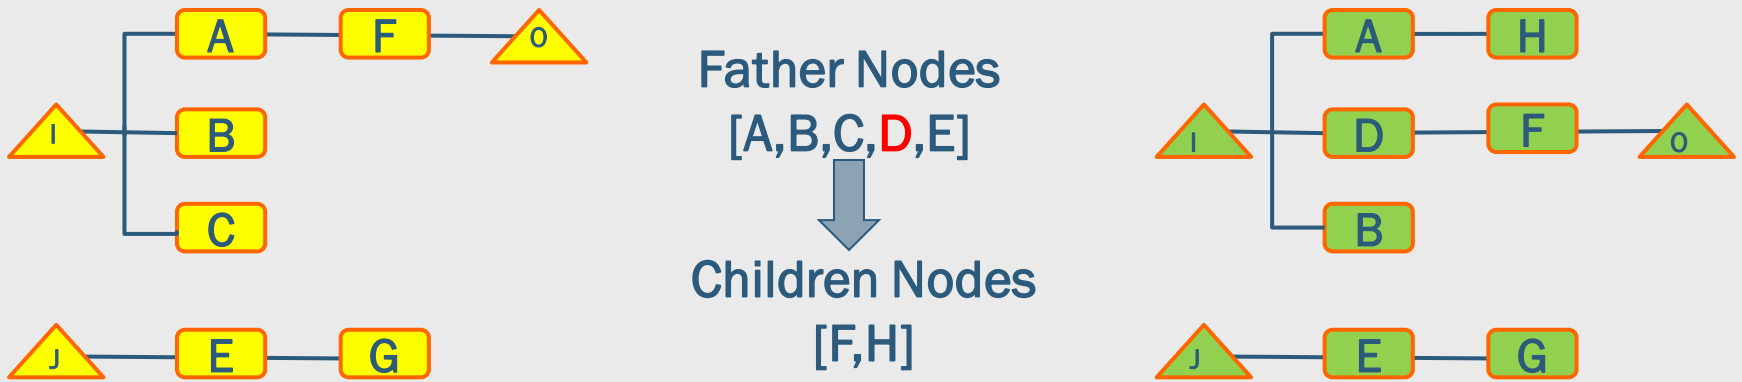 A F O
I B
C
J E G
Father Nodes
[A,B,C,D,E]
Children Nodes
[F,H]
A H
I D F O
B
J E G